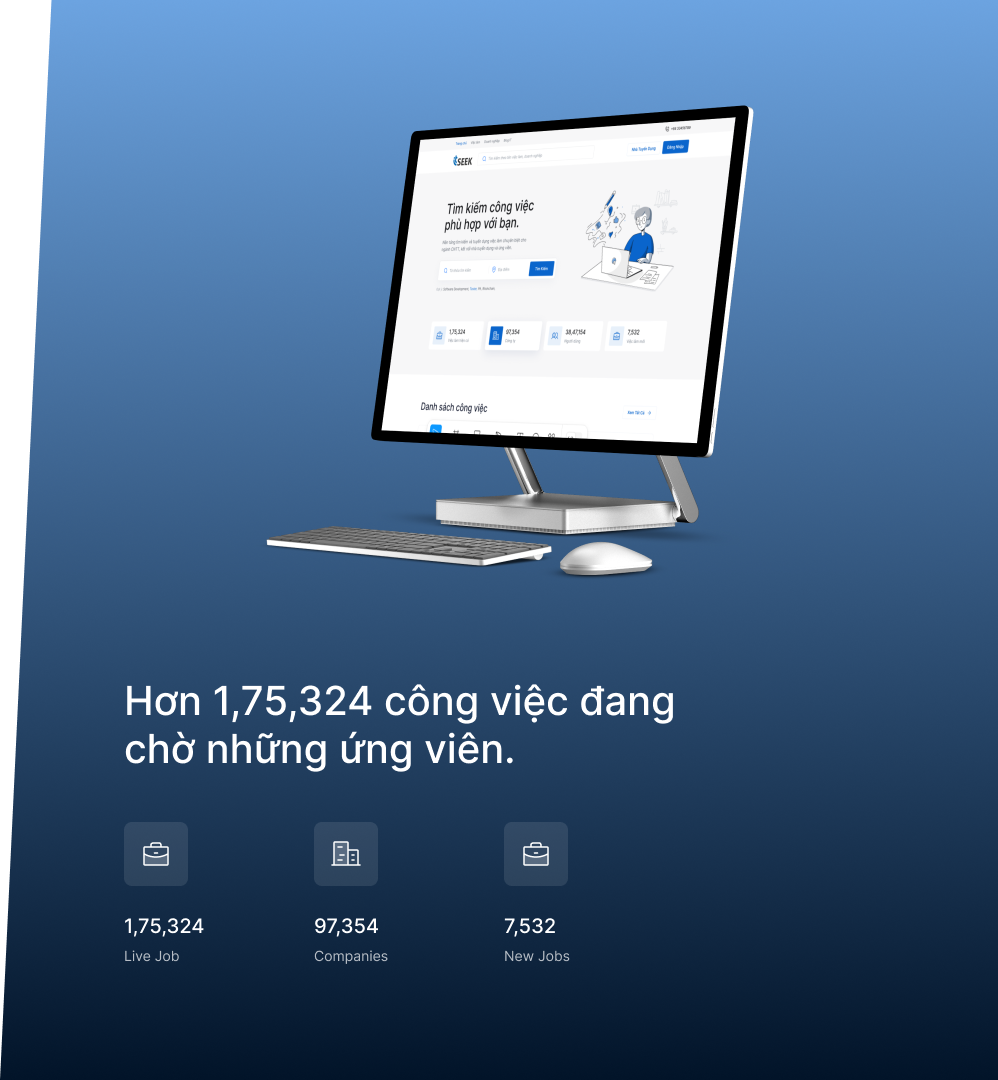 SEEK
Nhà Tuyển Dụng
Đăng Nhập
Tìm kiếm công việc
phù hợp với bạn.
Tìm Kiếm
1,75,324
97,354
Công ty
38,47,154
7,532
Danh sách công việc
Xem Tất Cả
Hơn 1,75,324 công việc đang
chờ những ứng viên.
1,75,324
97,354
7,532
Live Job
Companies
New Jobs